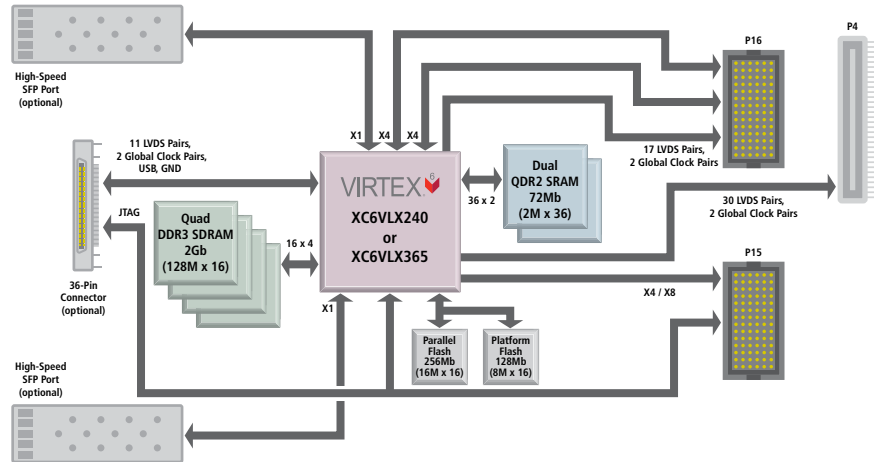 High-Speed
SFP Port
(optional)
11 LVDS Pairs,
2 Global Clock Pairs,
USB, GND
JTAG
36-Pin
Connector
(optional)
High-Speed
SFP Port
(optional)
Quad
DDR3 SDRAM
2Gb
(128M x 16)
16 x 4
X1
X4
X4
VIRTEX 6
XC6VLX240
or
XC6VLX365
X1
36 x 2
Dual
QDR2 SRAM
72Mb
(2M x 36)
Parallel
Flash
256Mb
(16M x 16)
Platform
Flash
128Mb
(8M x 16)
P16
17 LVDS Pairs,
2 Global Clock Pairs
P4
30 LVDS Pairs,
2 Global Clock Pairs
P15
X4 / X8